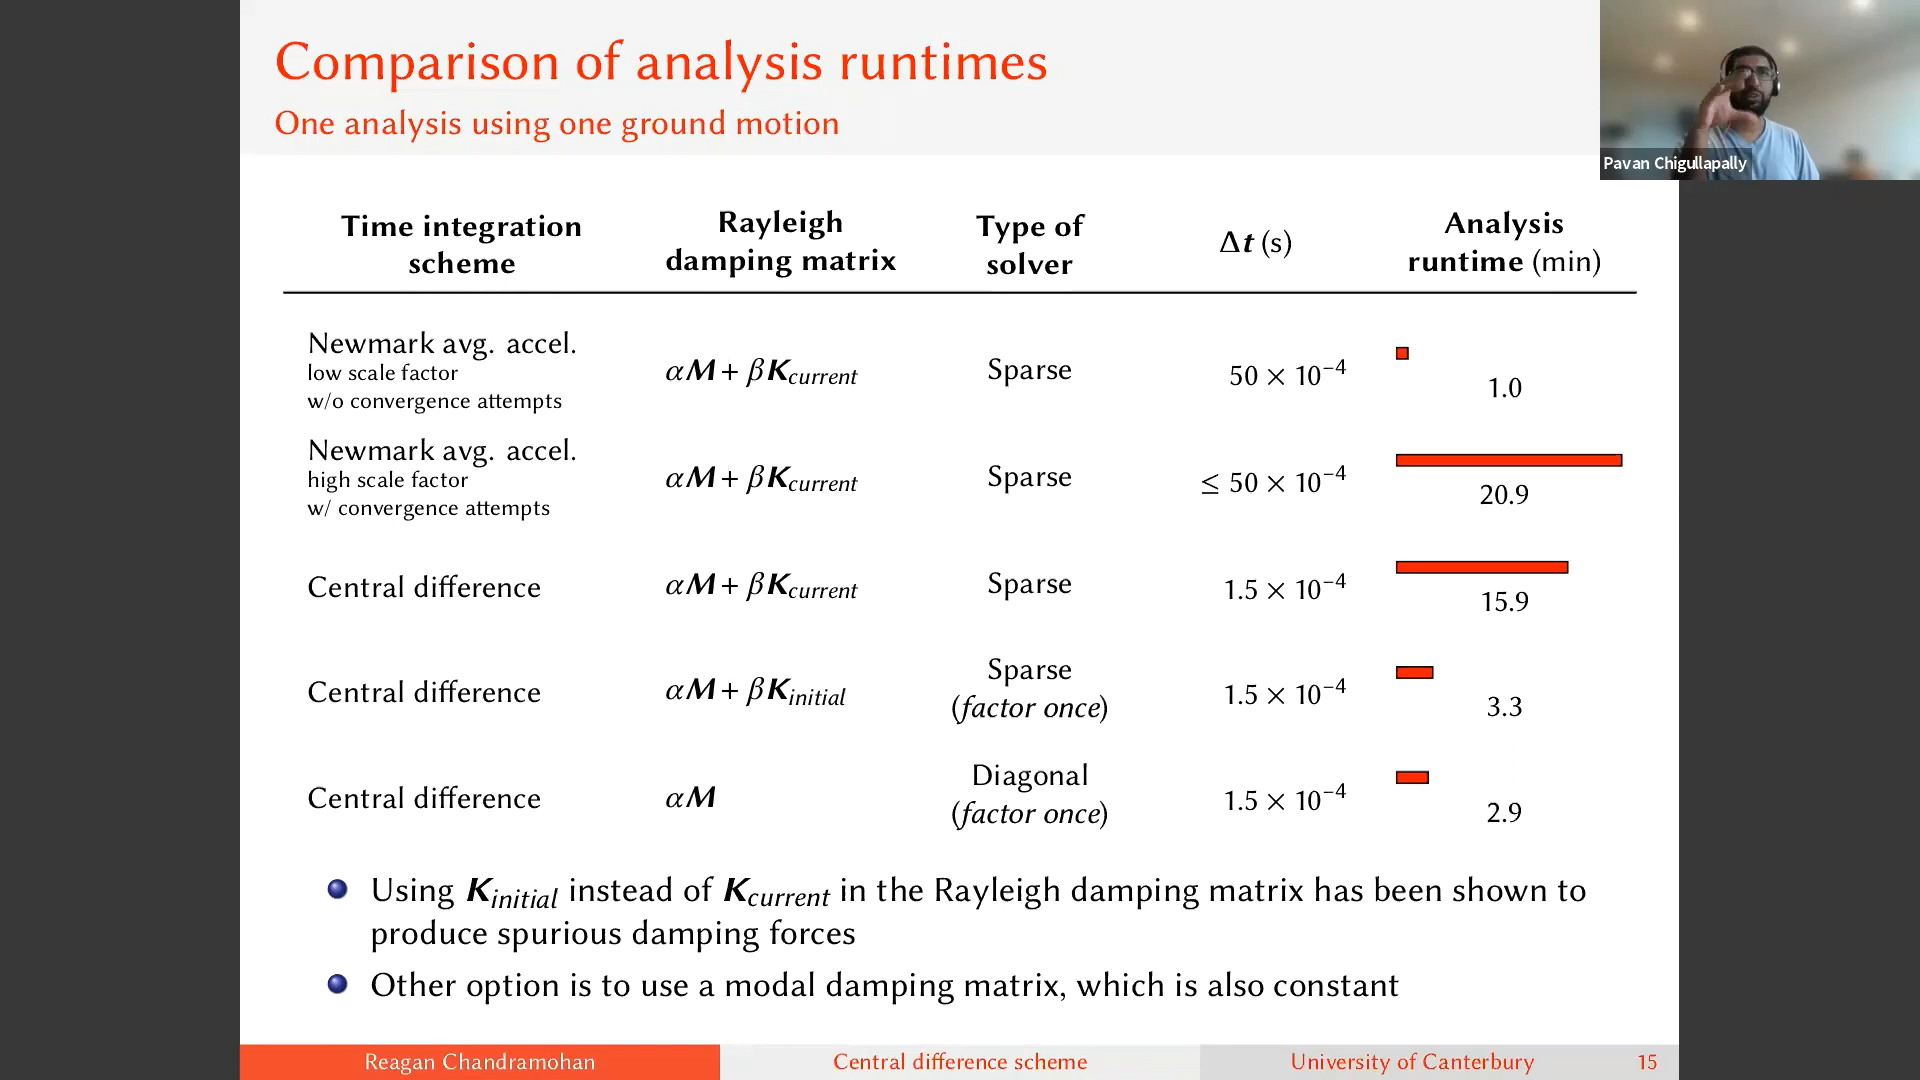 Comparison of analysis runtimes
One analysis using one ground motion
Pavan Chigullapally
Time integration scheme
Rayleigh damping matrix
Type of solver
Δt (s)
Analysis runtime (min)
Newmark avg. accel.
low scale factor
w/o convergence attempts
αM + βKcurrent
Sparse
50 × 10⁻⁴
1.0
Newmark avg. accel.
high scale factor
w/ convergence attempts
αM + βKcurrent
Sparse
≤ 50 × 10⁻⁴
20.9
Central difference
αM + βKcurrent
Sparse
1.5 × 10⁻⁴
15.9
Central difference
αM + βKinitial
Sparse
(factor once)
1.5 × 10⁻⁴
3.3
Central difference
αM
Diagonal
(factor once)
1.5 × 10⁻⁴
2.9
Using Kinitial instead of Kcurrent in the Rayleigh damping matrix has been shown to
produce spurious damping forces
Other option is to use a modal damping matrix, which is also constant
Reagan Chandramohan
Central difference scheme
University of Canterbury
15